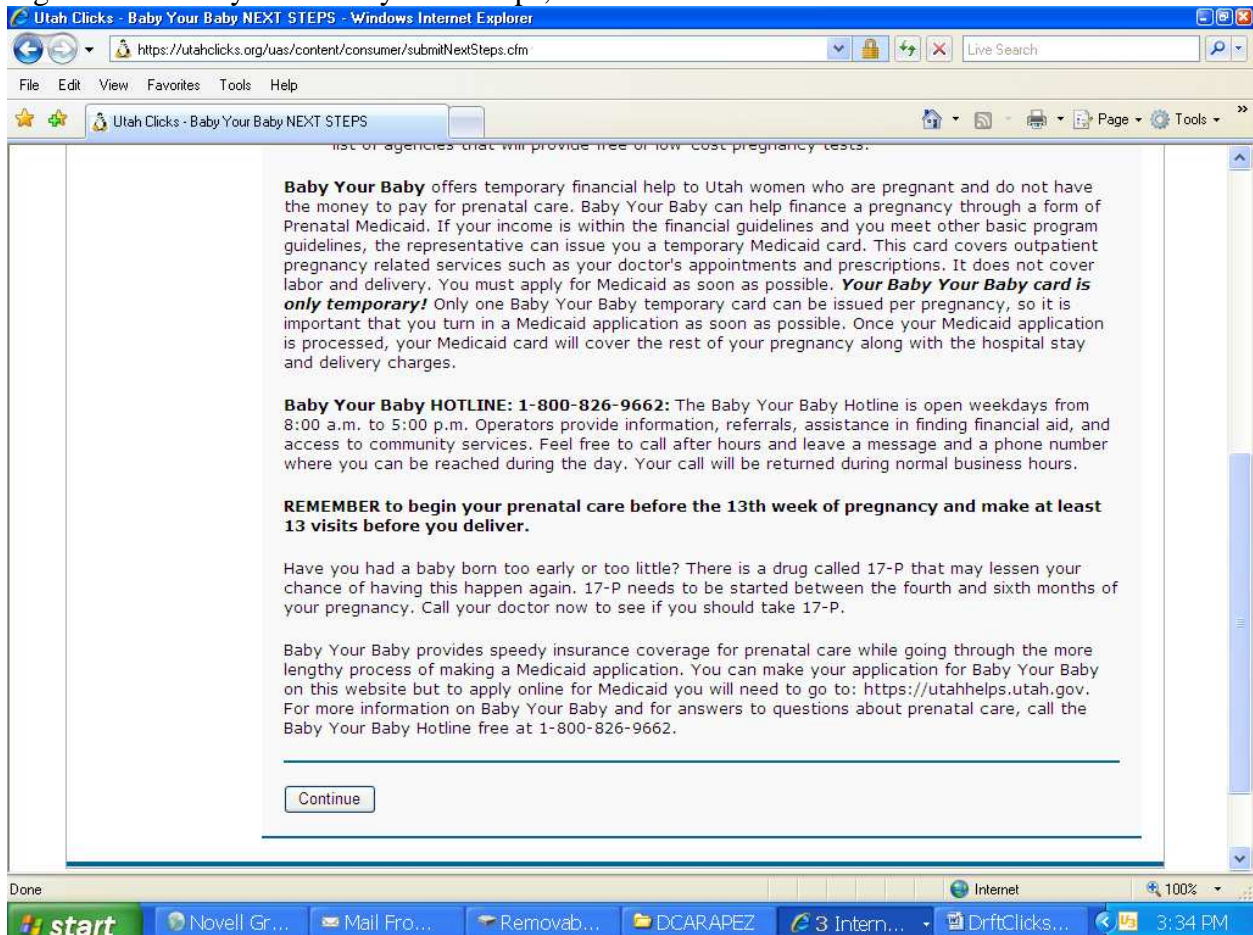 Utah Clicks - Baby Your Baby NEXT STEPS - Windows Internet Explorer
https://utahclicks.org/uas/content/consumer/submitNextSteps.cfm
Live Search
File Edit View Favorites Tools Help
Utah Clicks - Baby Your Baby NEXT STEPS
Page Tools
list of agencies that will provide free or low cost pregnancy tests.
Baby Your Baby offers temporary financial help to Utah women who are pregnant and do not have
the money to pay for prenatal care. Baby Your Baby can help finance a pregnancy through a form of
Prenatal Medicaid. If your income is within the financial guidelines and you meet other basic program
guidelines, the representative can issue you a temporary Medicaid card. This card covers outpatient
pregnancy related services such as your doctor's appointments and prescriptions. It does not cover
labor and delivery. You must apply for Medicaid as soon as possible. Your Baby Your Baby card is
only temporary! Only one Baby Your Baby temporary card can be issued per pregnancy, so it is
important that you turn in a Medicaid application as soon as possible. Once your Medicaid application
is processed, your Medicaid card will cover the rest of your pregnancy along with the hospital stay
and delivery charges.
Baby Your Baby HOTLINE: 1-800-826-9662: The Baby Your Baby Hotline is open weekdays from
8:00 a.m. to 5:00 p.m. Operators provide information, referrals, assistance in finding financial aid, and
access to community services. Feel free to call after hours and leave a message and a phone number
where you can be reached during the day. Your call will be returned during normal business hours.
REMEMBER to begin your prenatal care before the 13th week of pregnancy and make at least
13 visits before you deliver.
Have you had a baby born too early or too little? There is a drug called 17-P that may lessen your
chance of having this happen again. 17-P needs to be started between the fourth and sixth months of
your pregnancy. Call your doctor now to see if you should take 17-P.
Baby Your Baby provides speedy insurance coverage for prenatal care while going through the more
lengthy process of making a Medicaid application. You can make your application for Baby Your Baby
on this website but to apply online for Medicaid you will need to go to: https://utahhelps.utah.gov.
For more information on Baby Your Baby and for answers to questions about prenatal care, call the
Baby Your Baby Hotline free at 1-800-826-9662.
Continue
Done Internet 100%
start Novell Gr... Mail Fro... Removab... DCARAPEZ 3 Intern... DrftClicks... 3:34 PM